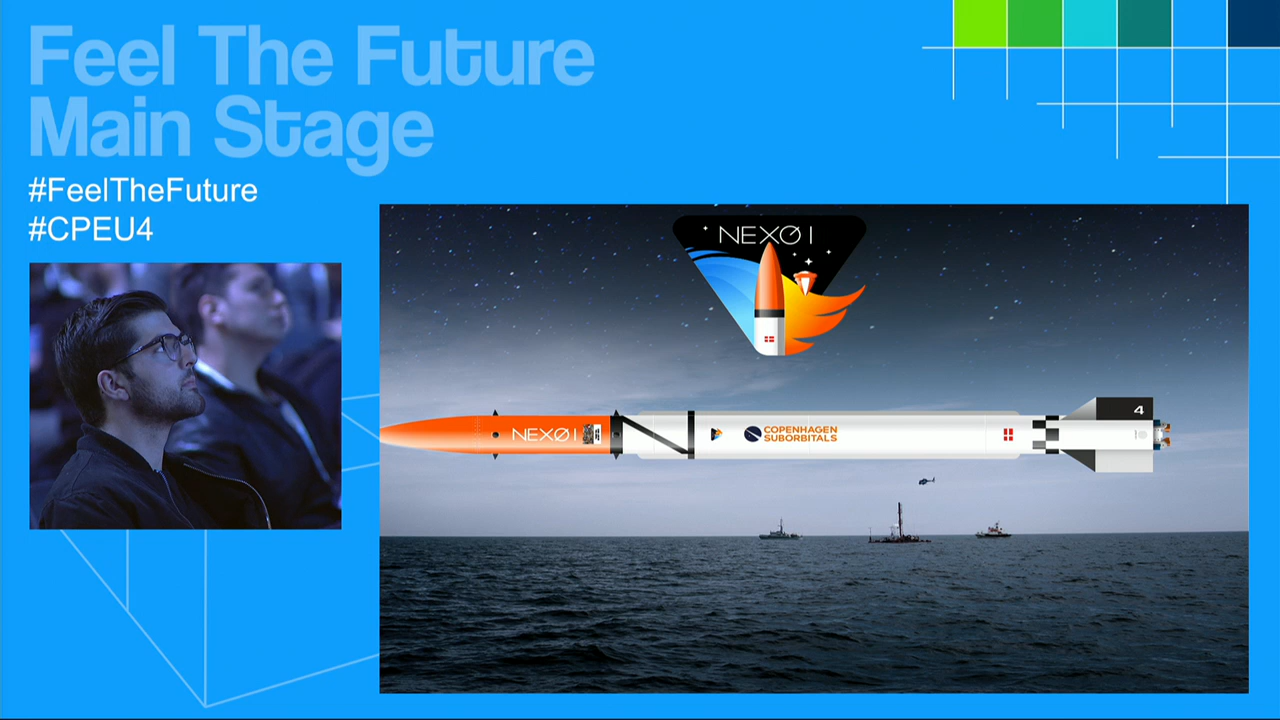 Feel The Future
Main Stage
#FeelTheFuture
#CPEU4
NEXØ I
NEXØ I
COPENHAGEN
SUBORBITALS
4